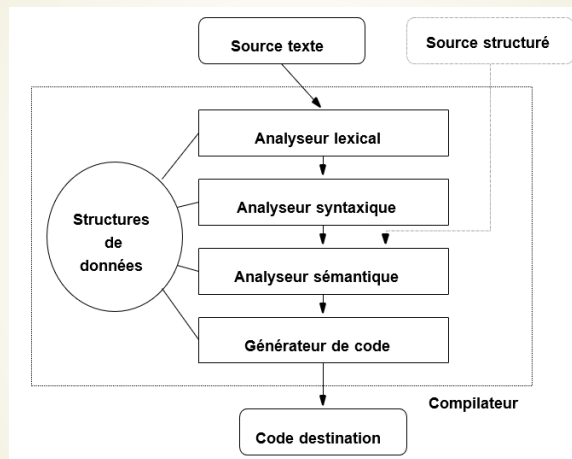 Source texte
Source structuré
Analyseur lexical
Analyseur syntaxique
Structures
de
données
Analyseur sémantique
Générateur de code
Compilateur
Code destination